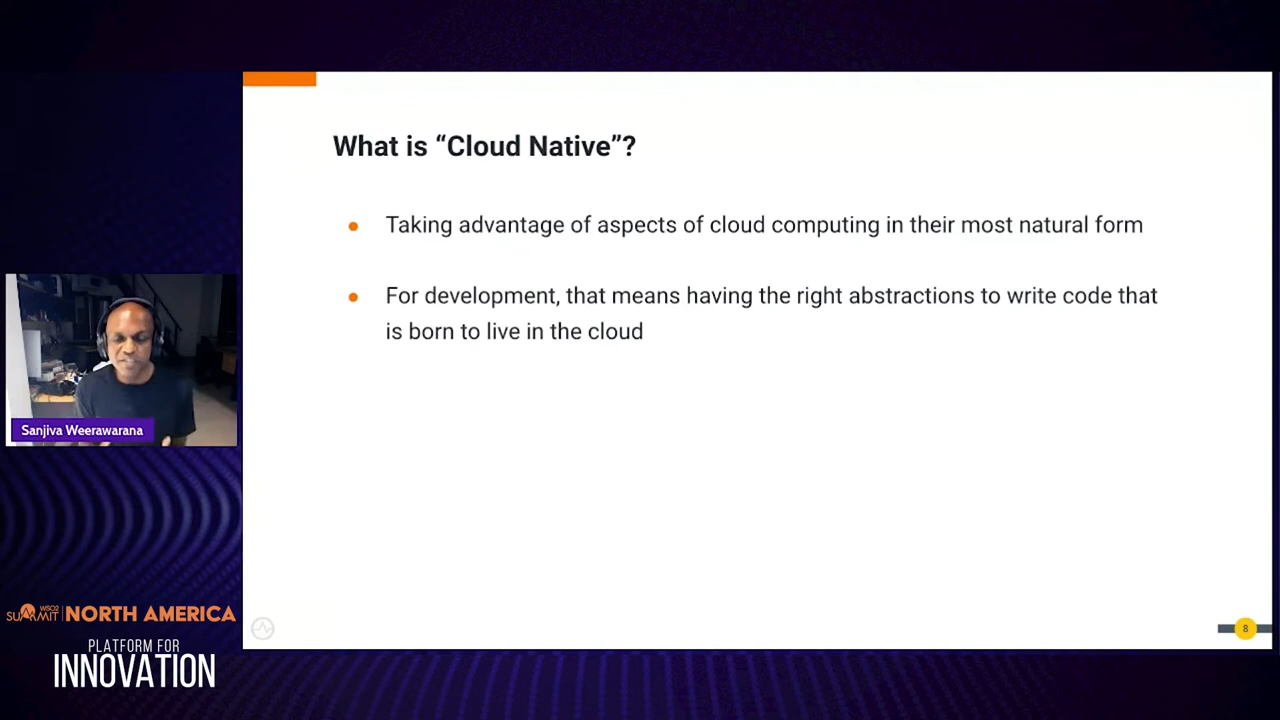 What is “Cloud Native”?
● Taking advantage of aspects of cloud computing in their most natural form
● For development, that means having the right abstractions to write code that
is born to live in the cloud
Sanjiva Weerawarana
WSO2
SUMMIT NORTH AMERICA
PLATFORM FOR
INNOVATION
8